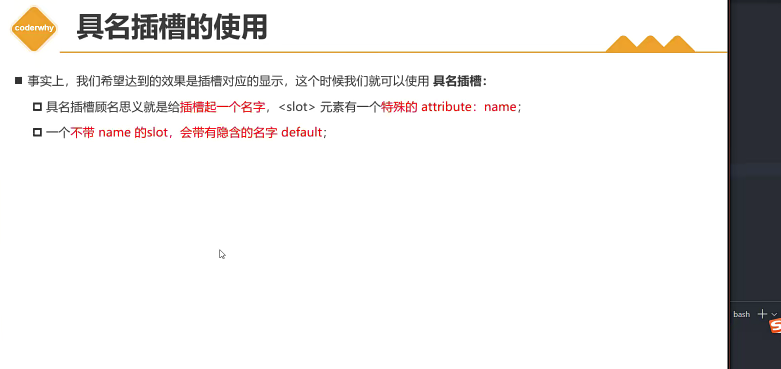 coderwhy
具名插槽的使用
事实上，我们希望达到的效果是插槽对应的显示，这个时候我们就可以使用 具名插槽：
具名插槽顾名思义就是给插槽起一个名字，<slot> 元素有一个特殊的 attribute：name；
一个不带 name 的slot，会带有隐含的名字 default；
bash